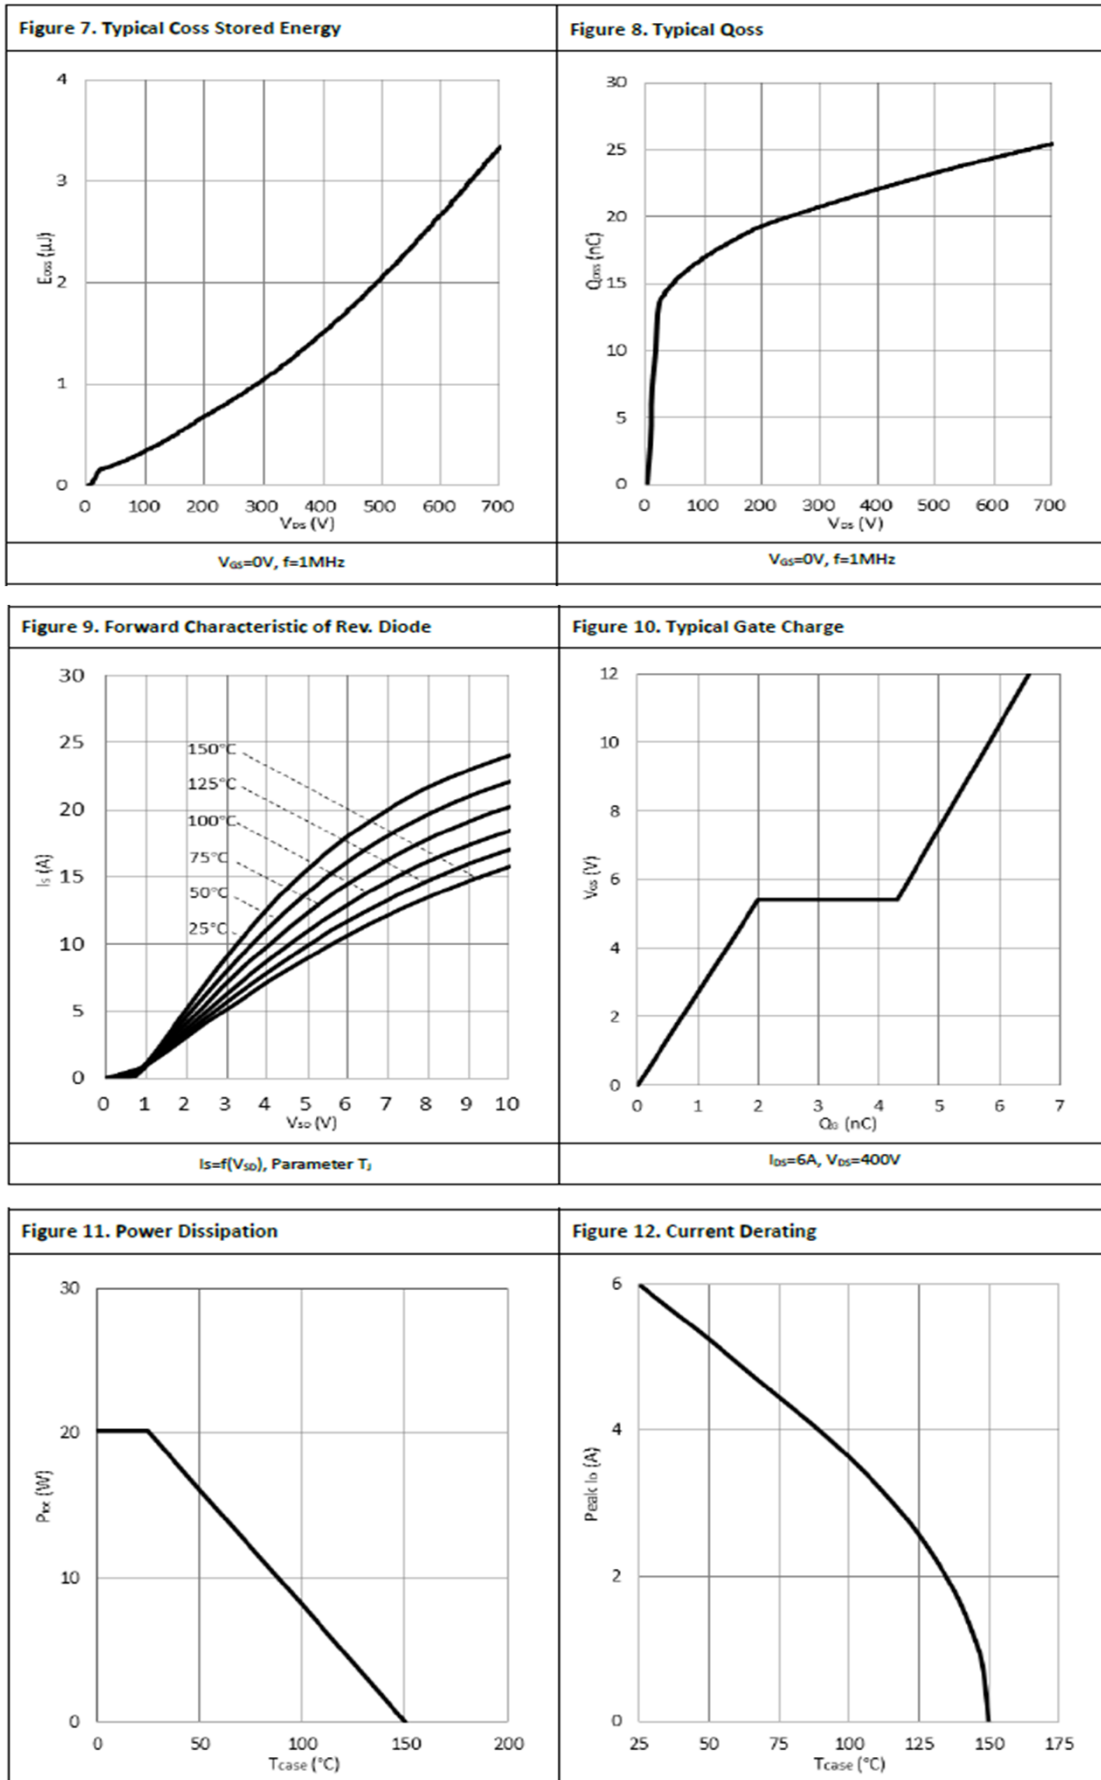 Figure 7. Typical Coss Stored Energy
4
3
2
1
0
Eoss (μJ)
0 100 200 300 400 500 600 700
VDS (V)
VGS=0V, f=1MHz
Figure 8. Typical Qoss
30
25
20
15
10
5
0
Qoss (nC)
0 100 200 300 400 500 600 700
VDS (V)
VGS=0V, f=1MHz
Figure 9. Forward Characteristic of Rev. Diode
30
25
20
15
10
5
0
IS (A)
150°C
125°C
100°C
75°C
50°C
25°C
0 1 2 3 4 5 6 7 8 9 10
VSD (V)
IS=f(VSD), Parameter TJ
Figure 10. Typical Gate Charge
12
10
8
6
4
2
0
VGS (V)
0 1 2 3 4 5 6 7
QG (nC)
IDS=6A, VDS=400V
Figure 11. Power Dissipation
30
20
10
0
Ptot (W)
0 50 100 150 200
Tcase (°C)
Figure 12. Current Derating
6
4
2
0
Peak ID (A)
25 50 75 100 125 150 175
Tcase (°C)